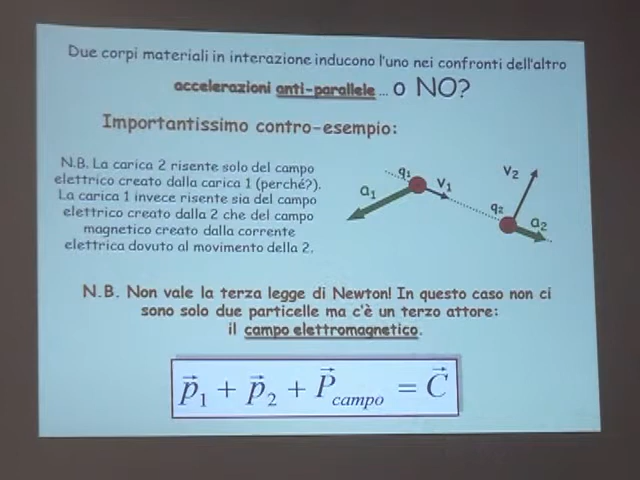 Due corpi materiali in interazione inducono l'uno nei confronti dell'altro
accelerazioni anti-parallele ... o NO?
Importantissimo contro-esempio:
N.B. La carica 2 risente solo del campo
elettrico creato dalla carica 1 (perché?).
La carica 1 invece risente sia del campo
elettrico creato dalla 2 che del campo
magnetico creato dalla corrente
elettrica dovuto al movimento della 2.
a1
q1
v1
v2
q2
a2
N.B. Non vale la terza legge di Newton! In questo caso non ci
sono solo due particelle ma c'è un terzo attore:
il campo elettromagnetico.
p⃗1 + p⃗2 + P⃗campo = C⃗